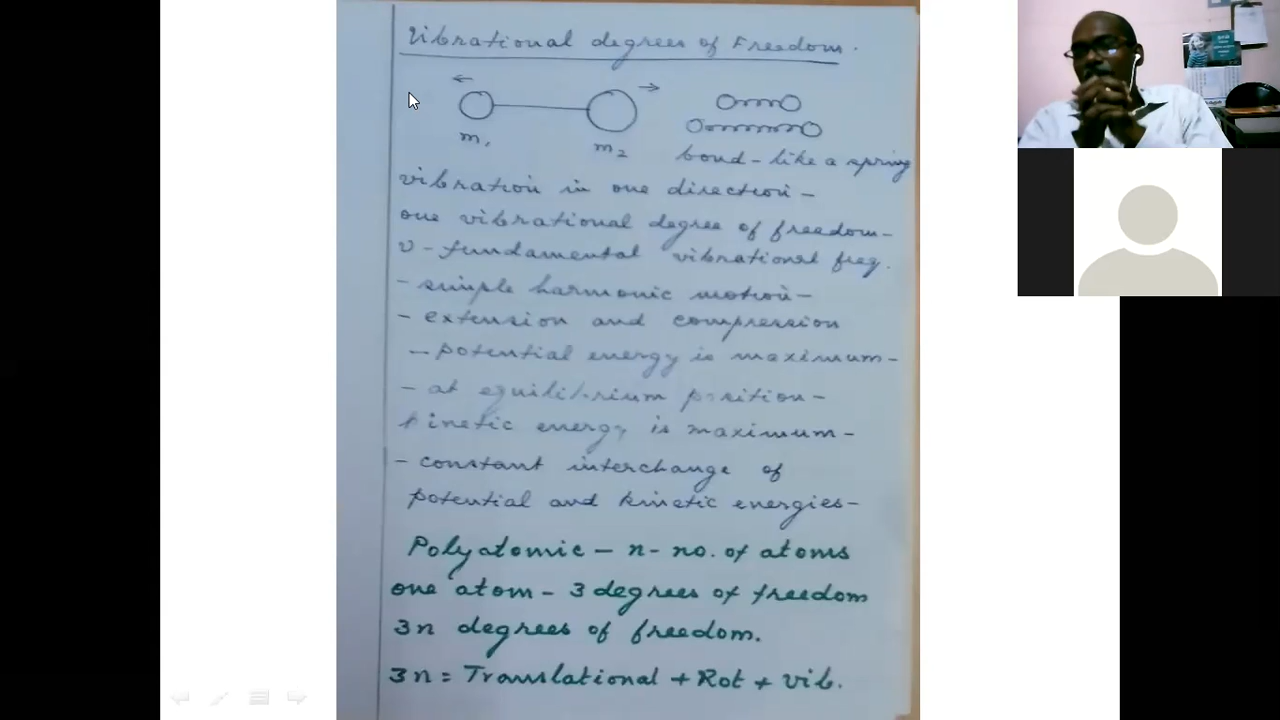 Vibrational degrees of Freedom.
m₁ m₂
bond - like a spring
vibration in one direction -
one vibrational degree of freedom -
ν - fundamental vibrational freq.
- simple harmonic motion -
- extension and compression
- potential energy is maximum -
- at equilibrium position -
kinetic energy is maximum -
- constant interchange of
potential and kinetic energies -
Polyatomic - n - no. of atoms
one atom - 3 degrees of freedom
3n degrees of freedom.
3n = Translational + Rot + vib.